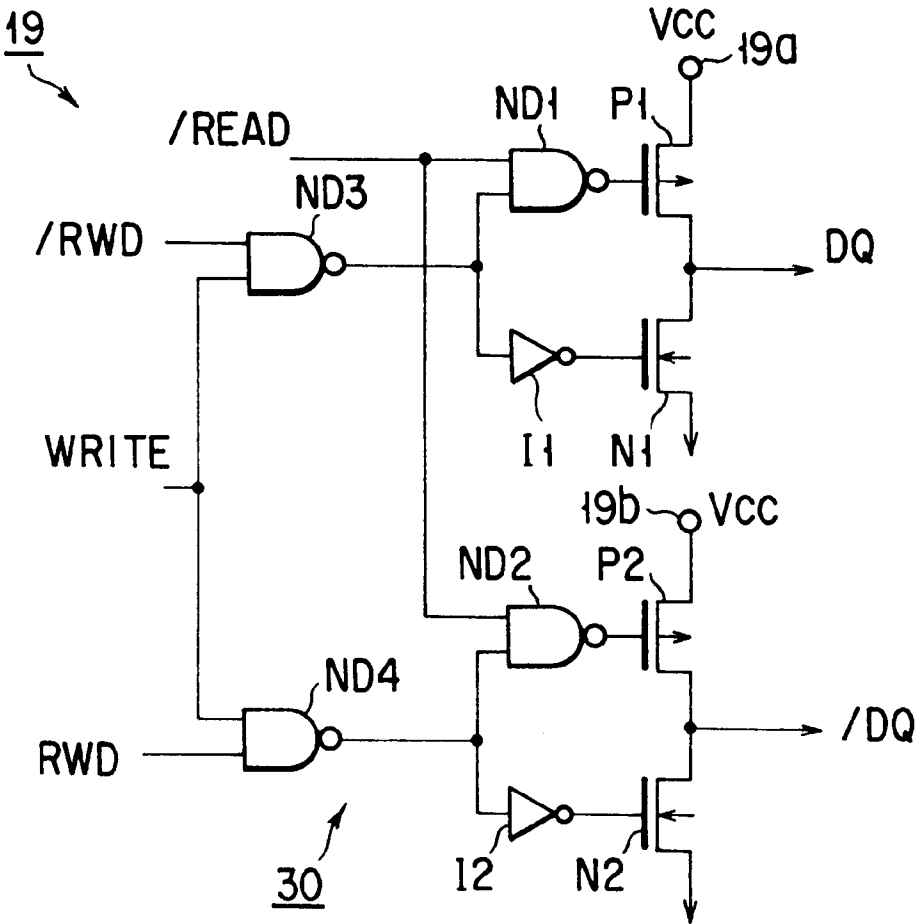 19
VCC
19a
/READ
ND1
P1
ND3
/RWD
DQ
WRITE
I1
N1
19b
VCC
ND2
P2
ND4
/DQ
RWD
I2
N2
30